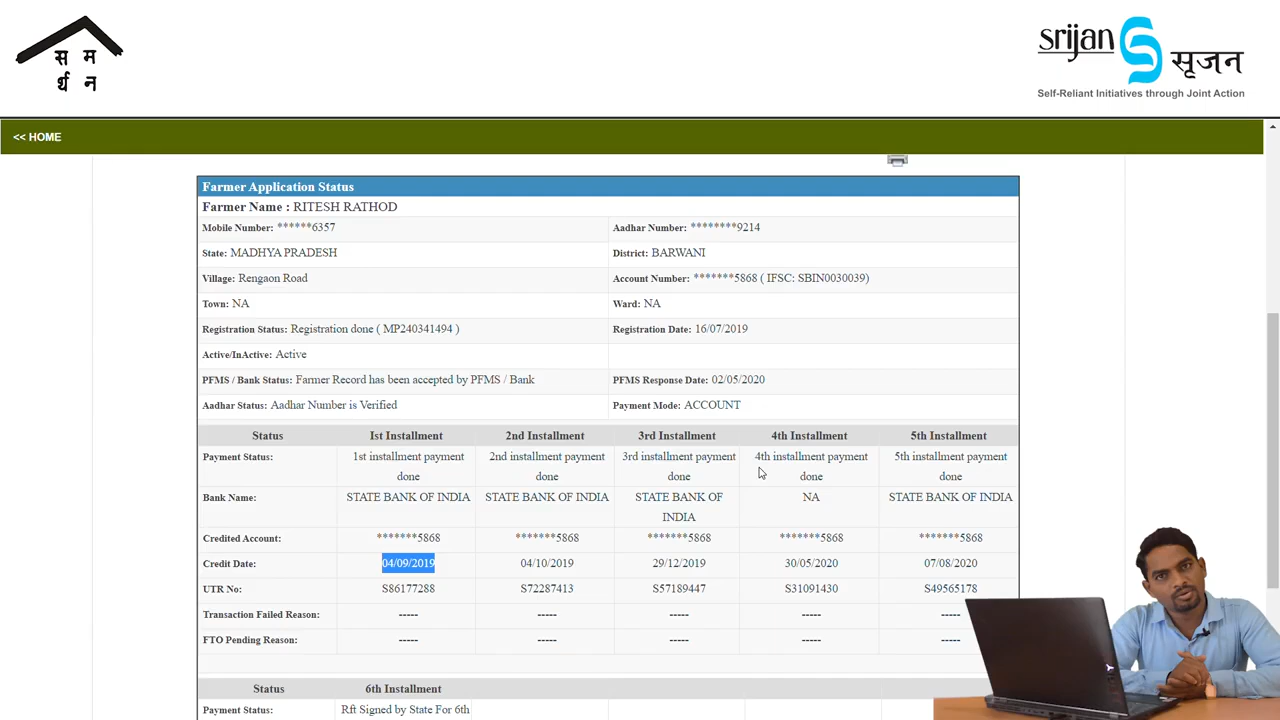 स म
र्थ न
srijan सृजन
Self-Reliant Initiatives through Joint Action
<< HOME
Farmer Application Status
Farmer Name : RITESH RATHOD
Mobile Number: ******6357 Aadhar Number: ********9214
State: MADHYA PRADESH District: BARWANI
Village: Rengaon Road Account Number: *******5868 ( IFSC: SBIN0030039)
Town: NA Ward: NA
Registration Status: Registration done ( MP240341494 ) Registration Date: 16/07/2019
Active/InActive: Active
PFMS / Bank Status: Farmer Record has been accepted by PFMS / Bank PFMS Response Date: 02/05/2020
Aadhar Status: Aadhar Number is Verified Payment Mode: ACCOUNT
Status Ist Installment 2nd Installment 3rd Installment 4th Installment 5th Installment
Payment Status: 1st installment payment 2nd installment payment 3rd installment payment 4th installment payment 5th installment payment
done done done done done
Bank Name: STATE BANK OF INDIA STATE BANK OF INDIA STATE BANK OF NA STATE BANK OF INDIA
INDIA
Credited Account: *******5868 *******5868 *******5868 *******5868 *******5868
Credit Date: 04/09/2019 04/10/2019 29/12/2019 30/05/2020 07/08/2020
UTR No: S86177288 S72287413 S57189447 S31091430 S49565178
Transaction Failed Reason: ----- ----- ----- ----- -----
FTO Pending Reason: ----- ----- ----- ----- -----
Status 6th Installment
Payment Status: Rft Signed by State For 6th